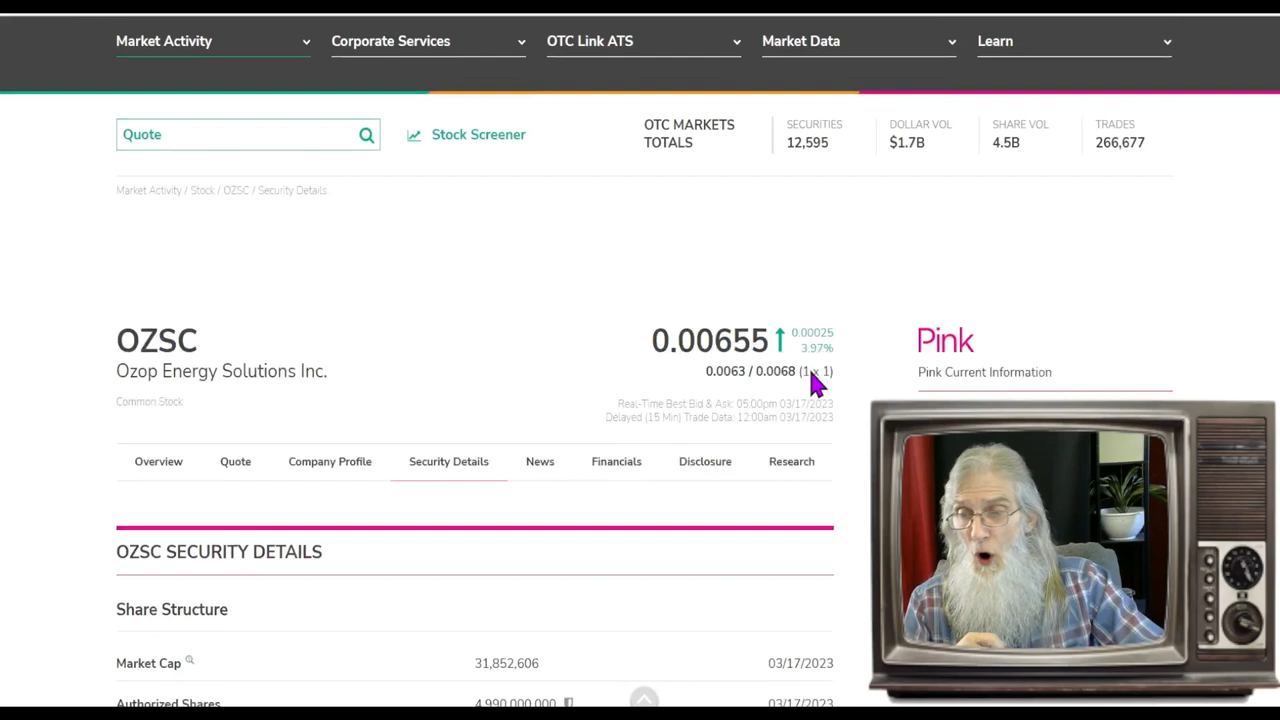 Market Activity
Corporate Services
OTC Link ATS
Market Data
Learn
Quote
Stock Screener
OTC MARKETS
TOTALS
SECURITIES
12,595
DOLLAR VOL
$1.7B
SHARE VOL
4.5B
TRADES
266,677
Market Activity / Stock / OZSC / Security Details
OZSC
Ozop Energy Solutions Inc.
Common Stock
0.00655
0.00025
3.97%
0.0063 / 0.0068 (1 x 1)
Real-Time Best Bid & Ask: 05:00pm 03/17/2023
Delayed (15 Min) Trade Data: 12:00am 03/17/2023
Pink
Pink Current Information
Overview
Quote
Company Profile
Security Details
News
Financials
Disclosure
Research
OZSC SECURITY DETAILS
Share Structure
Market Cap
31,852,606
03/17/2023
Authorized Shares
4,990,000,000
03/17/2023